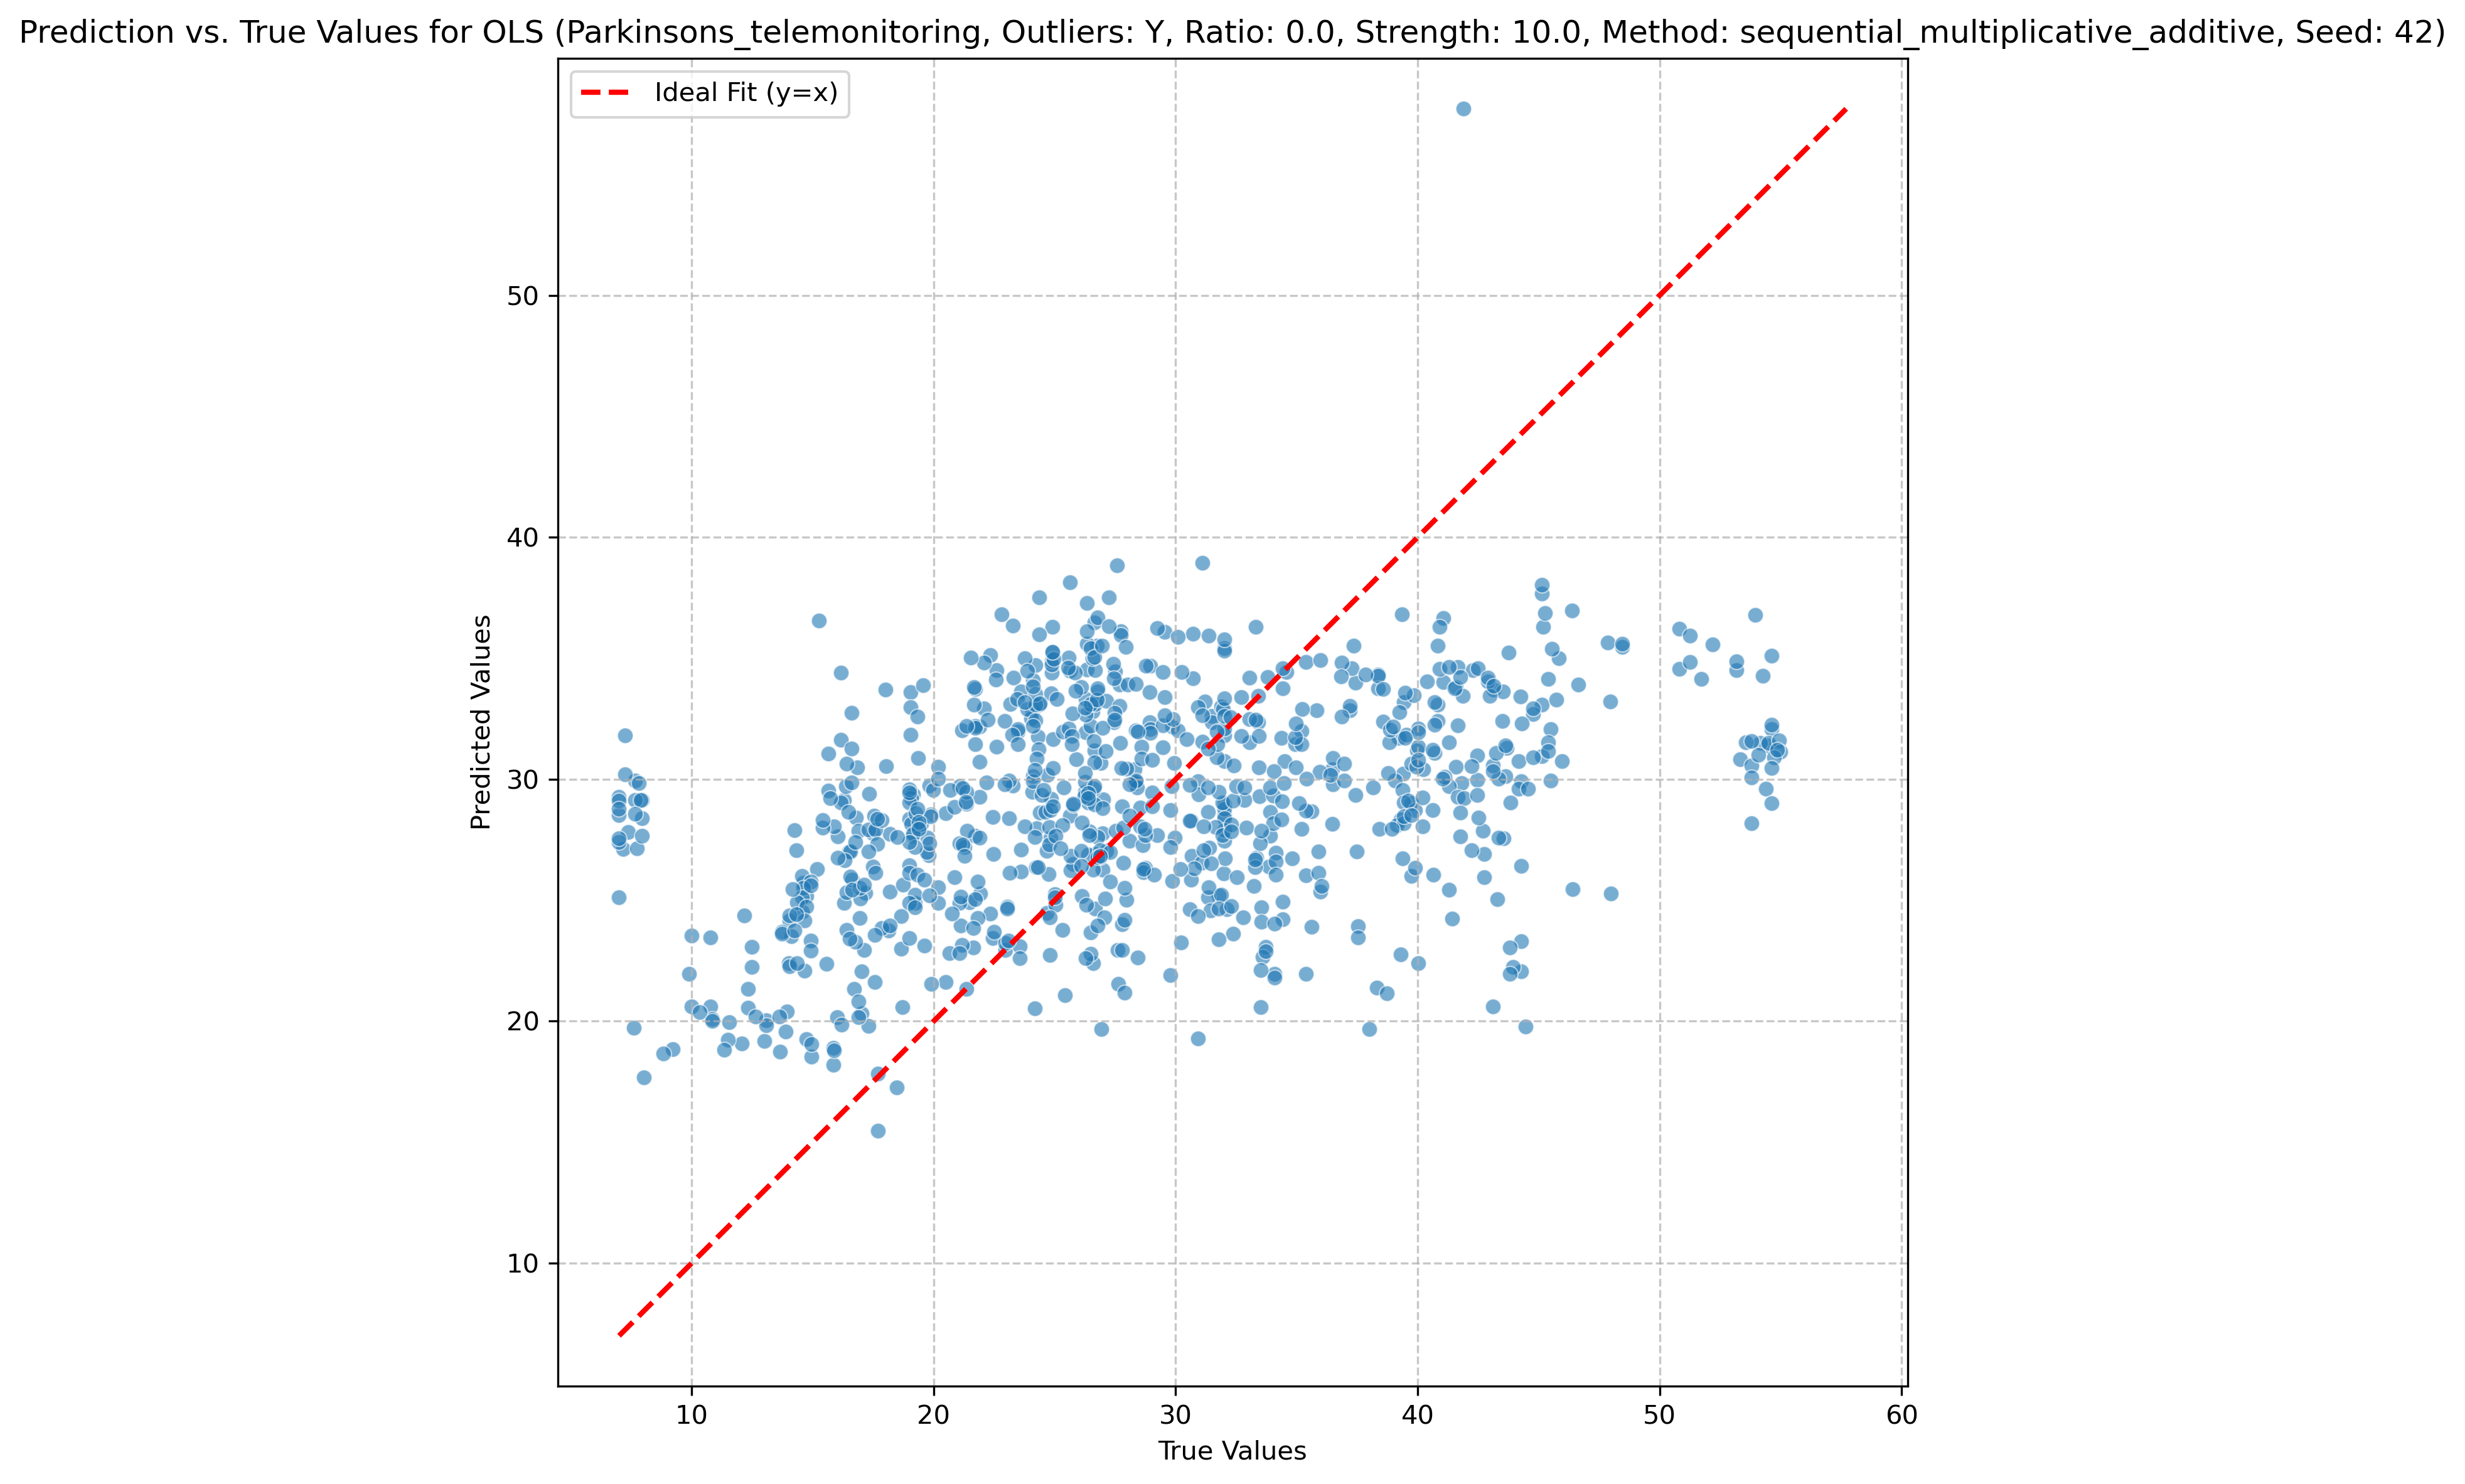 Prediction vs. True Values for OLS (Parkinsons_telemonitoring, Outliers: Y, Ratio: 0.0, Strength: 10.0, Method: sequential_multiplicative_additive, Seed: 42)
Ideal Fit (y=x)
Predicted Values
50
40
30
20
10
10 20 30 40 50 60
True Values